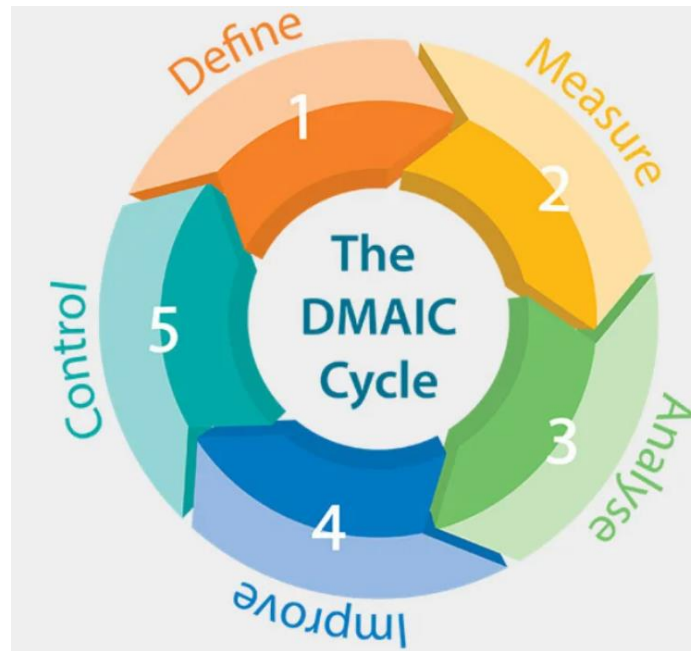 The
DMAIC
Cycle
1
Define
2
Measure
3
Analyse
4
Improve
5
Control